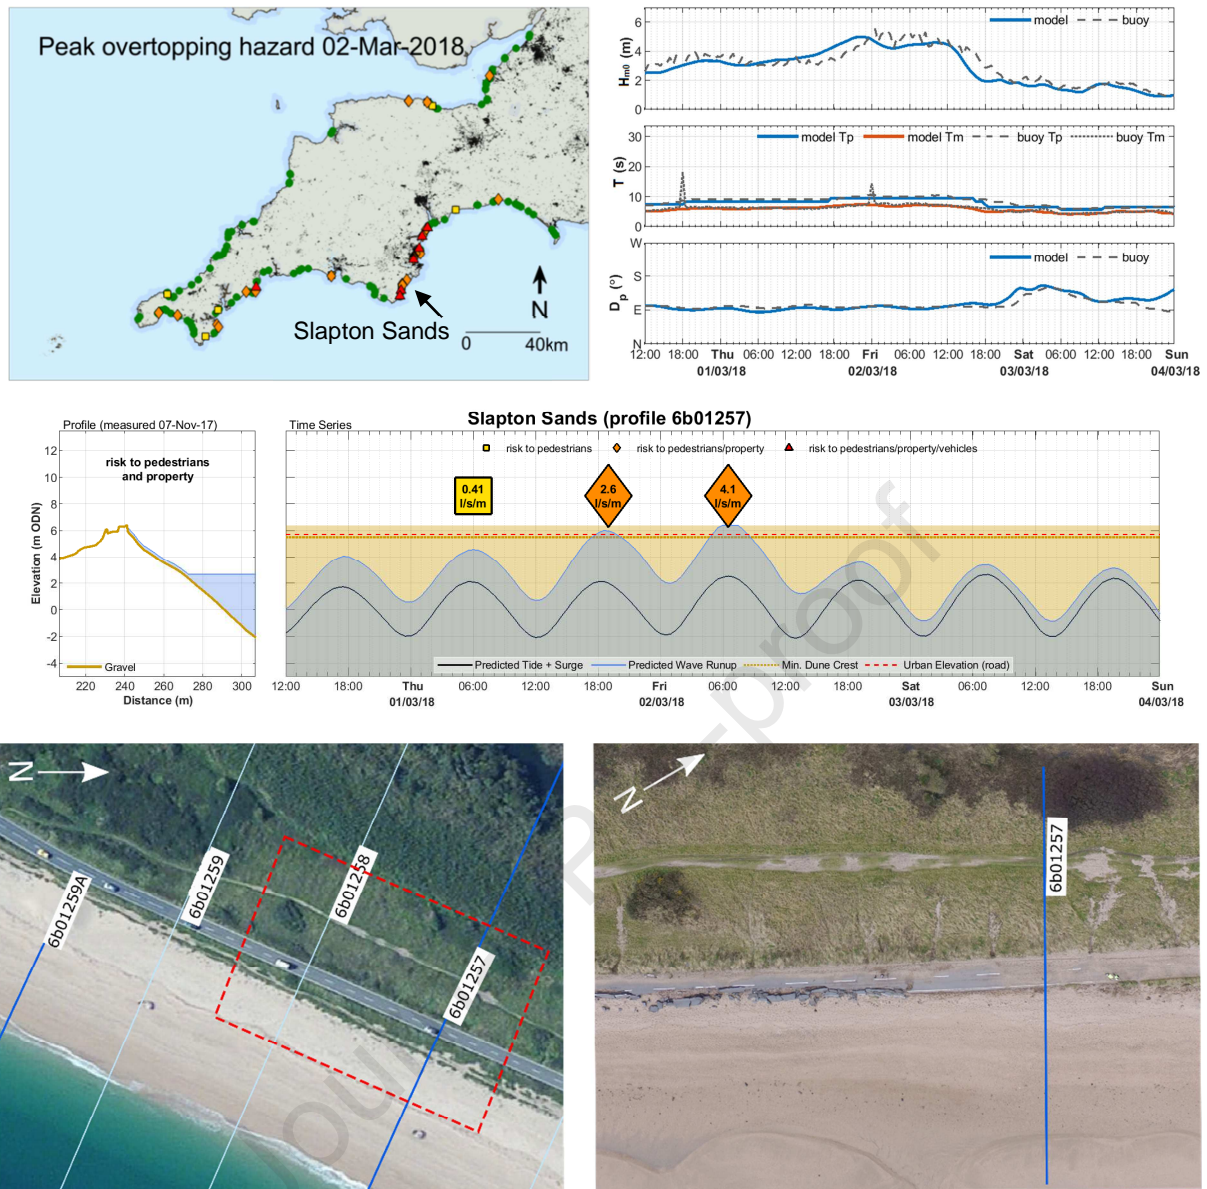 Peak overtopping hazard 02-Mar-2018
Slapton Sands
N
0 40km
Hm0 (m)
6
4
2
0
model buoy
T (s)
30
20
10
0
model Tp model Tm buoy Tp buoy Tm
Dp (°)
W
S
E
N
model buoy
12:00 18:00 Thu 06:00 12:00 18:00 Fri 06:00 12:00 18:00 Sat 06:00 12:00 18:00 Sun
01/03/18 02/03/18 03/03/18 04/03/18
Slapton Sands (profile 6b01257)
Profile (measured 07-Nov-17)
risk to pedestrians
and property
Elevation (m ODN)
12
10
8
6
4
2
0
-2
-4
Gravel
220 240 260 280 300
Distance (m)
Time Series
risk to pedestrians risk to pedestrians/property risk to pedestrians/property/vehicles
0.41
l/s/m
2.6
l/s/m
4.1
l/s/m
Predicted Tide + Surge Predicted Wave Runup Min. Dune Crest Urban Elevation (road)
12:00 18:00 Thu 06:00 12:00 18:00 Fri 06:00 12:00 18:00 Sat 06:00 12:00 18:00 Sun
01/03/18 02/03/18 03/03/18 04/03/18
N
6b01259A
6b01259
6b01258
6b01257
N
6b01257